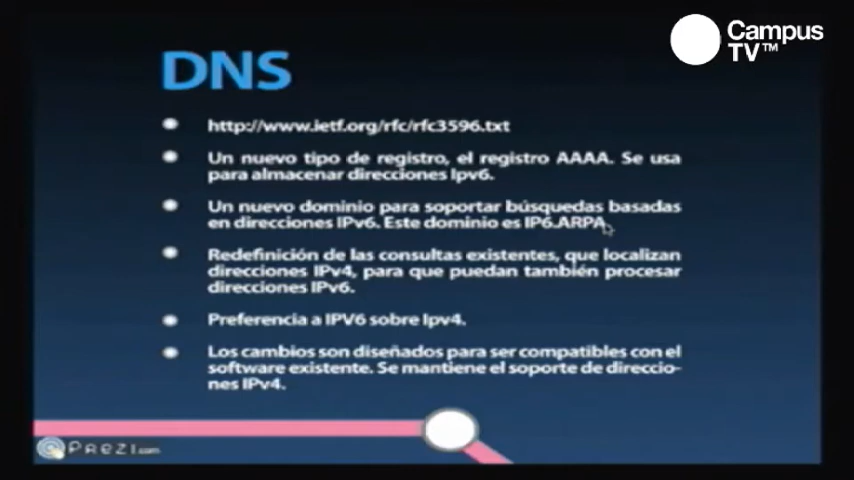 Campus
TV™
DNS
http://www.ietf.org/rfc/rfc3596.txt
Un nuevo tipo de registro, el registro AAAA. Se usa
para almacenar direcciones Ipv6.
Un nuevo dominio para soportar búsquedas basadas
en direcciones IPv6. Este dominio es IP6.ARPA.
Redefinición de las consultas existentes, que localizan
direcciones IPv4, para que puedan también procesar
direcciones IPv6.
Preferencia a IPV6 sobre Ipv4.
Los cambios son diseñados para ser compatibles con el
software existente. Se mantiene el soporte de direccio-
nes IPv4.
Prezi.com